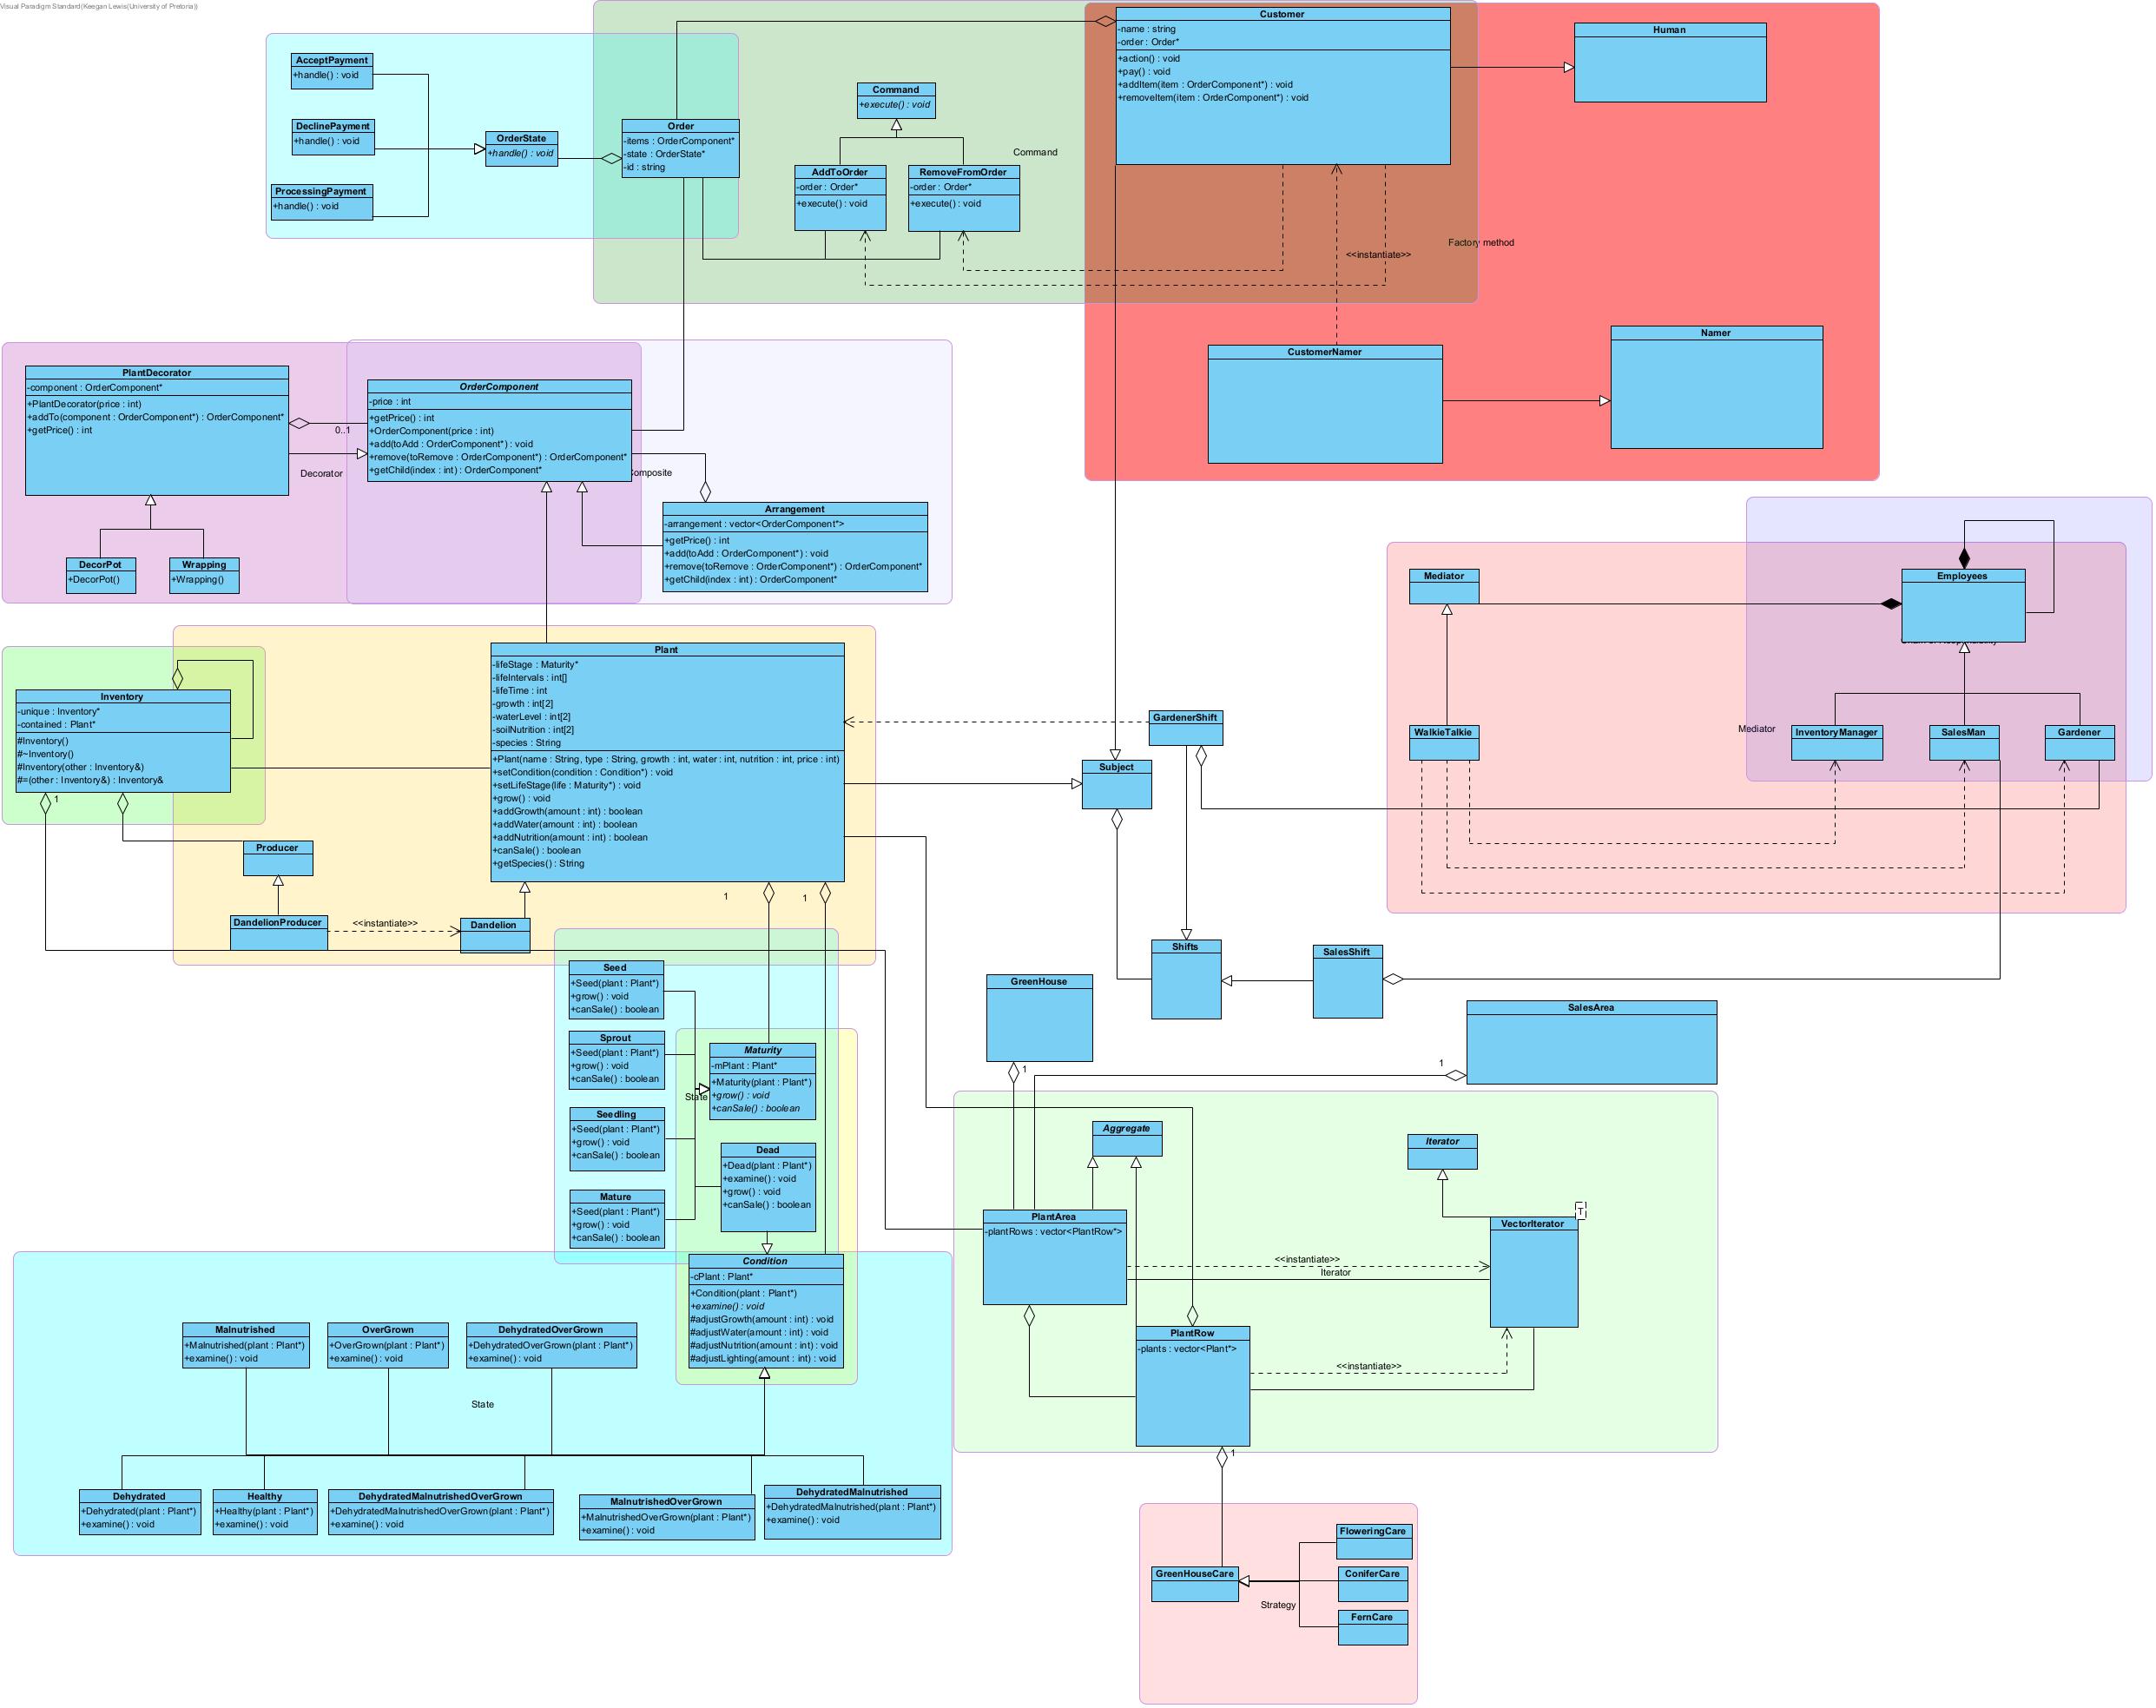 Visual Paradigm Standard(Keegan Lewis(University of Pretoria))
Customer
-name : string
-order : Order*
+action() : void
+pay() : void
+addItem(item : OrderComponent*) : void
+removeItem(item : OrderComponent*) : void
Human
AcceptPayment
+handle() : void
DeclinePayment
+handle() : void
ProcessingPayment
+handle() : void
OrderState
+handle() : void
Order
-items : OrderComponent*
-state : OrderState*
-id : string
Command
+execute() : void
Command
AddToOrder
-order : Order*
+execute() : void
RemoveFromOrder
-order : Order*
+execute() : void
Factory method
<<instantiate>>
CustomerNamer
Namer
PlantDecorator
-component : OrderComponent*
+PlantDecorator(price : int)
+addTo(component : OrderComponent*) : OrderComponent*
+getPrice() : int
0..1
Decorator
OrderComponent
-price : int
+getPrice() : int
+OrderComponent(price : int)
+add(toAdd : OrderComponent*) : void
+remove(toRemove : OrderComponent*) : OrderComponent*
+getChild(index : int) : OrderComponent*
Composite
Arrangement
-arrangement : vector<OrderComponent*>
+getPrice() : int
+add(toAdd : OrderComponent*) : void
+remove(toRemove : OrderComponent*) : OrderComponent*
+getChild(index : int) : OrderComponent*
DecorPot
+DecorPot()
Wrapping
+Wrapping()
Mediator
Employees
WalkieTalkie
Mediator
InventoryManager
SalesMan
Gardener
Inventory
-unique : Inventory*
-contained : Plant*
#Inventory()
#~Inventory()
#Inventory(other : Inventory&)
#=(other : Inventory&) : Inventory&
1
Plant
-lifeStage : Maturity*
-lifeIntervals : int[]
-lifeTime : int
-growth : int[2]
-waterLevel : int[2]
-soilNutrition : int[2]
-species : String
+Plant(name : String, type : String, growth : int, water : int, nutrition : int, price : int)
+setCondition(condition : Condition*) : void
+setLifeStage(life : Maturity*) : void
+grow() : void
+addGrowth(amount : int) : boolean
+addWater(amount : int) : boolean
+addNutrition(amount : int) : boolean
+canSale() : boolean
+getSpecies() : String
1
1
GardenerShift
Subject
Producer
DandelionProducer
<<instantiate>>
Dandelion
Shifts
SalesShift
GreenHouse
1
SalesArea
1
Seed
+Seed(plant : Plant*)
+grow() : void
+canSale() : boolean
Sprout
+Seed(plant : Plant*)
+grow() : void
+canSale() : boolean
Seedling
+Seed(plant : Plant*)
+grow() : void
+canSale() : boolean
Mature
+Seed(plant : Plant*)
+grow() : void
+canSale() : boolean
State
Maturity
-mPlant : Plant*
+Maturity(plant : Plant*)
+grow() : void
+canSale() : boolean
Dead
+Dead(plant : Plant*)
+examine() : void
+grow() : void
+canSale() : boolean
Condition
-cPlant : Plant*
+Condition(plant : Plant*)
+examine() : void
#adjustGrowth(amount : int) : void
#adjustWater(amount : int) : void
#adjustNutrition(amount : int) : void
#adjustLighting(amount : int) : void
Aggregate
Iterator
PlantArea
-plantRows : vector<PlantRow*>
T
VectorIterator
<<instantiate>>
Iterator
PlantRow
-plants : vector<Plant*>
<<instantiate>>
1
Malnutrished
+Malnutrished(plant : Plant*)
+examine() : void
OverGrown
+OverGrown(plant : Plant*)
+examine() : void
DehydratedOverGrown
+DehydratedOverGrown(plant : Plant*)
+examine() : void
State
Dehydrated
+Dehydrated(plant : Plant*)
+examine() : void
Healthy
+Healthy(plant : Plant*)
+examine() : void
DehydratedMalnutrishedOverGrown
+DehydratedMalnutrishedOverGrown(plant : Plant*)
+examine() : void
MalnutrishedOverGrown
+MalnutrishedOverGrown(plant : Plant*)
+examine() : void
DehydratedMalnutrished
+DehydratedMalnutrished(plant : Plant*)
+examine() : void
GreenHouseCare
Strategy
FloweringCare
ConiferCare
FernCare